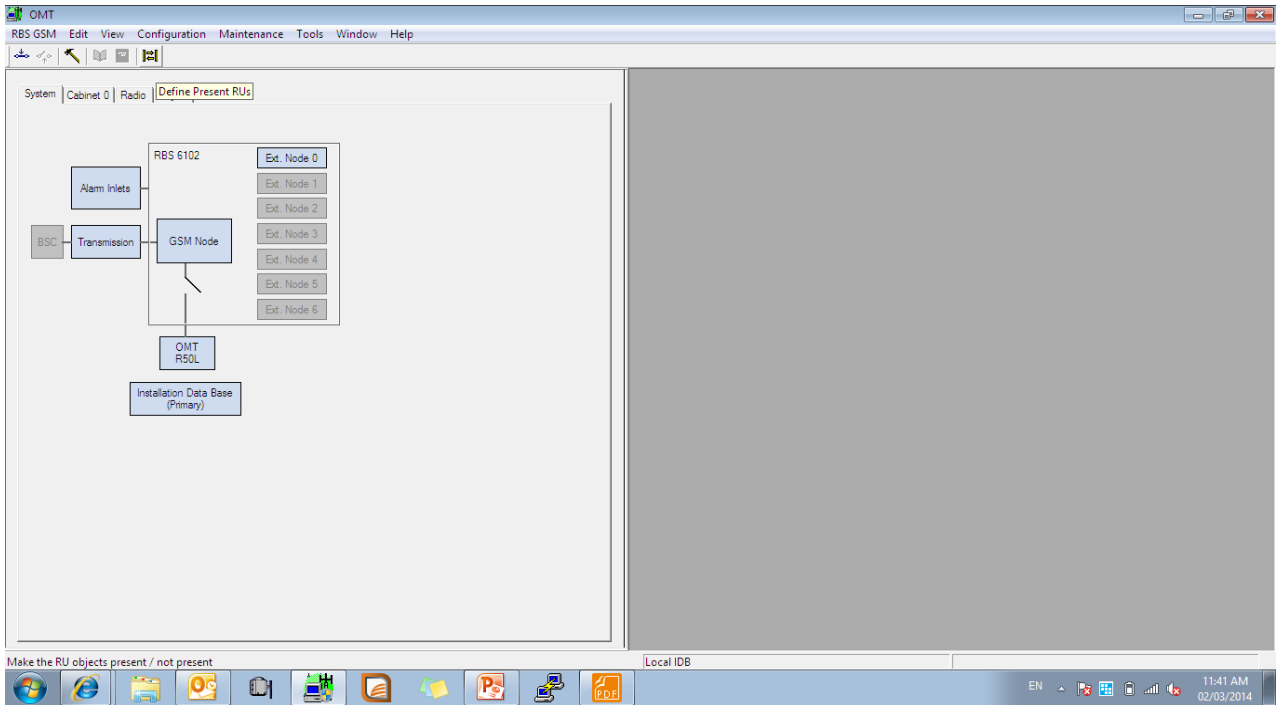 OMT
RBS GSM Edit View Configuration Maintenance Tools Window Help
Define Present RUs
System Cabinet 0 Radio
RBS 6102
Ext. Node 0
Alarm Inlets
Ext. Node 1
Ext. Node 2
BSC
Transmission
GSM Node
Ext. Node 3
Ext. Node 4
Ext. Node 5
Ext. Node 6
OMT
R50L
Installation Data Base
(Primary)
Make the RU objects present / not present
Local IDB
EN
11:41 AM
02/03/2014
PDF